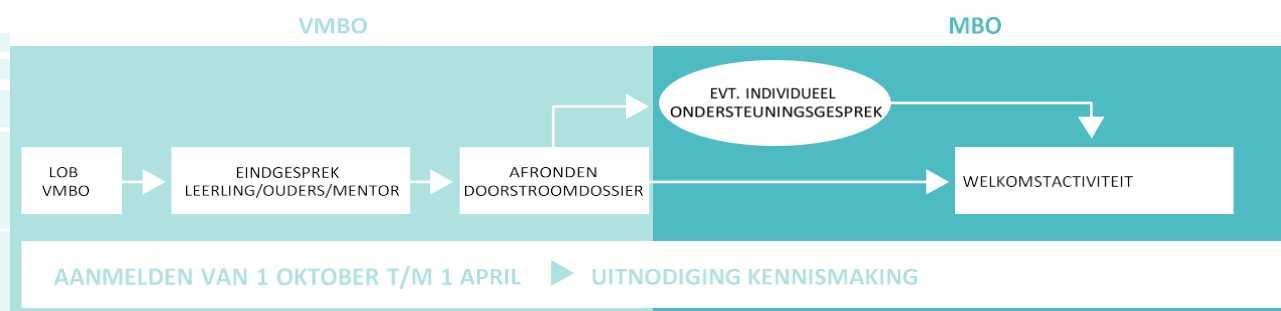 VMBO
MBO
EVT. INDIVIDUEEL
ONDERSTEUNINGSGESPREK
LOB
VMBO
EINDGESPREK
LEERLING/OUDERS/MENTOR
AFRONDEN
DOORSTROOMDOSSIER
WELKOMSTACTIVITEIT
AANMELDEN VAN 1 OKTOBER T/M 1 APRIL
UITNODIGING KENNISMAKING